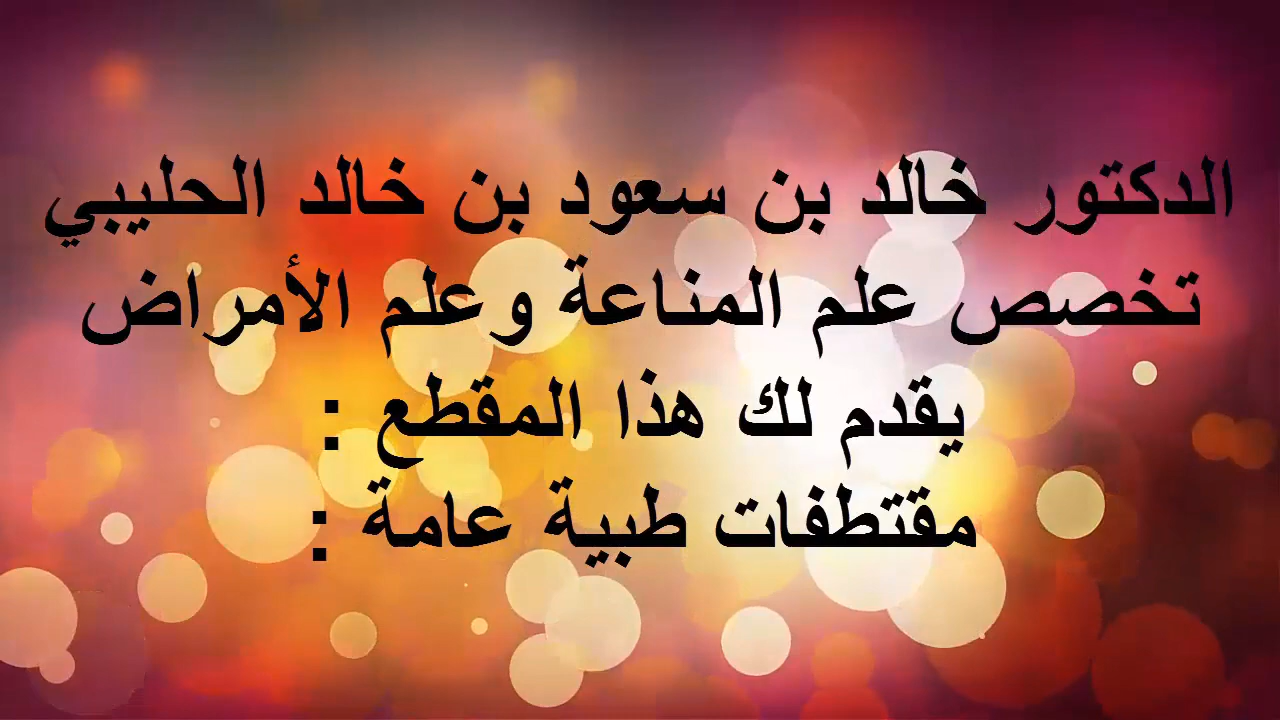 الدكتور خالد بن سعود بن خالد الحليبي
تخصص علم المناعة وعلم الأمراض
يقدم لك هذا المقطع :
مقتطفات طبية عامة :